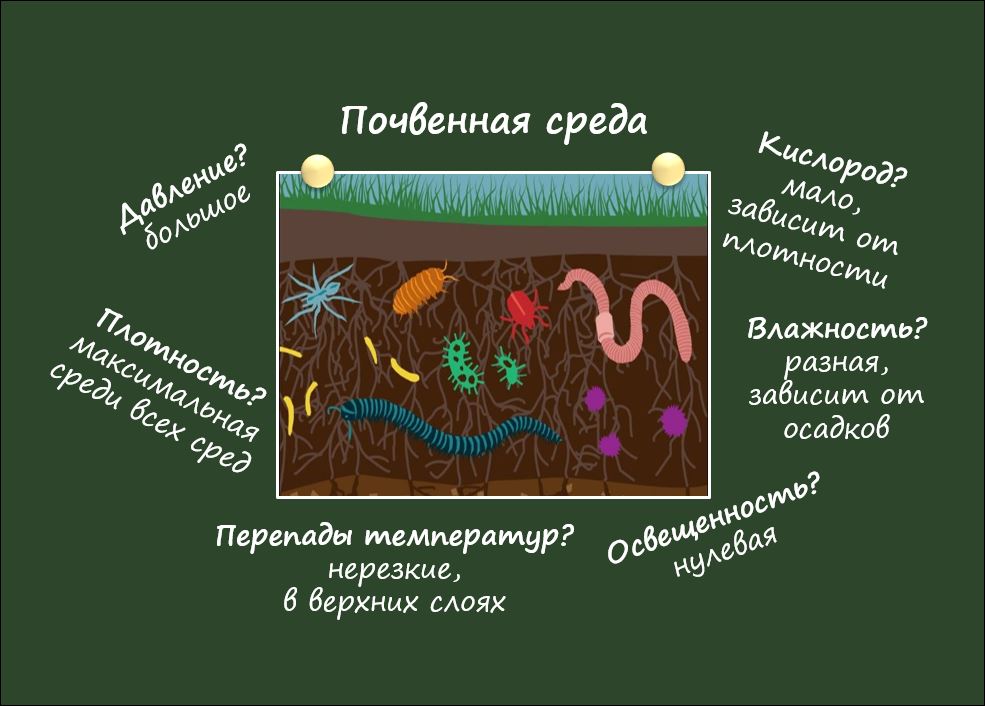 Почвенная среда
Давление?
большое
Кислород?
мало,
зависит от
плотности
Плотность?
максимальная
среди всех сред
Влажность?
разная,
зависит от
осадков
Перепады температур?
нерезкие,
в верхних слоях
Освещенность?
нулевая